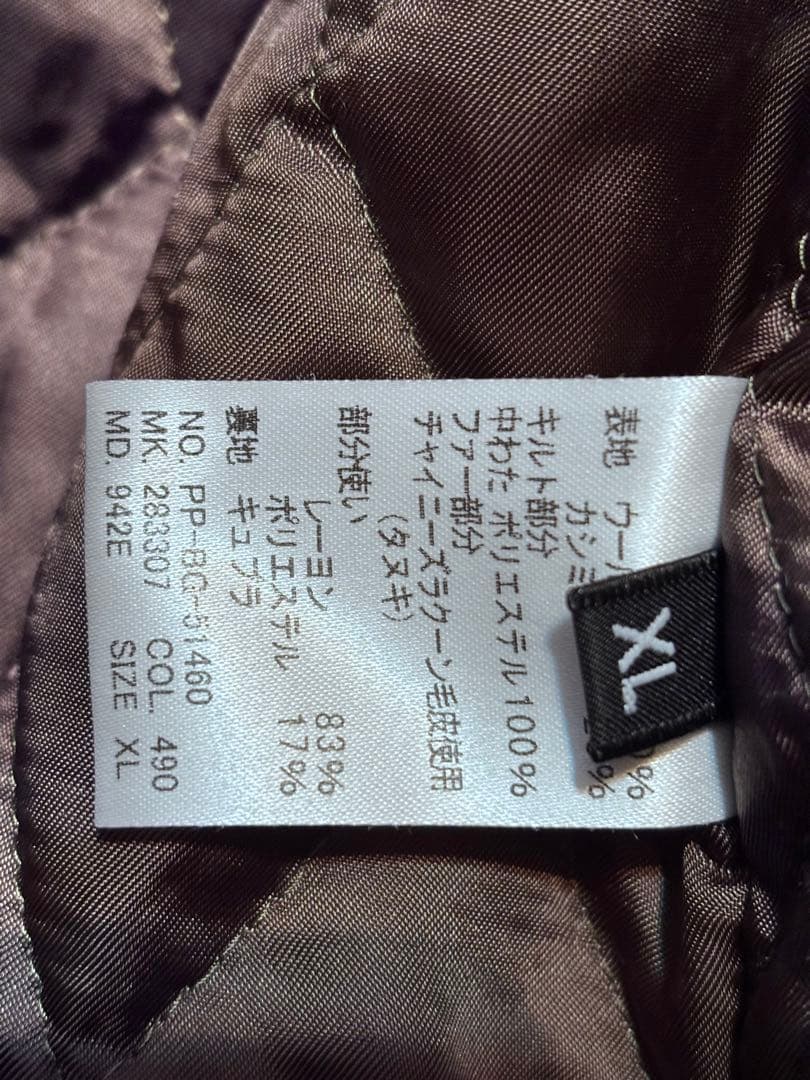 XL
表地
キルト部分
中わた ポリエステル100%
ファー部分
チャイニーズラクーン毛皮使用
(タヌキ)
部分使い
レーヨン 83%
ポリエステル 17%
裏地 キュプラ
NO. PP-BG-61460
MK. 283307 COL. 490
MD. 942E SIZE XL